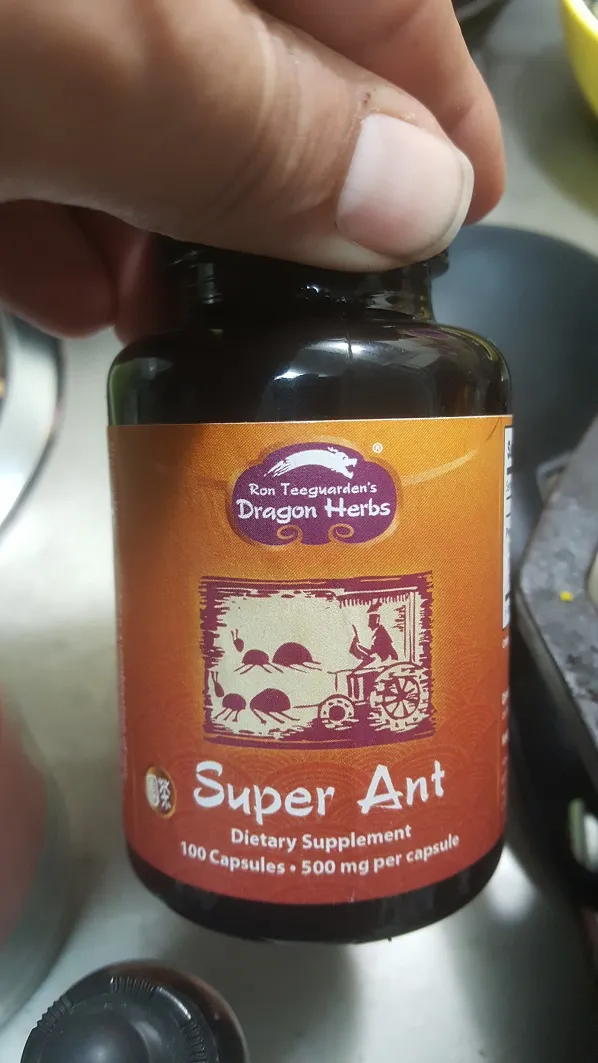 ®
Ron Teeguarden's
Dragon Herbs
Super Ant
Dietary Supplement
100 Capsules • 500 mg per capsule